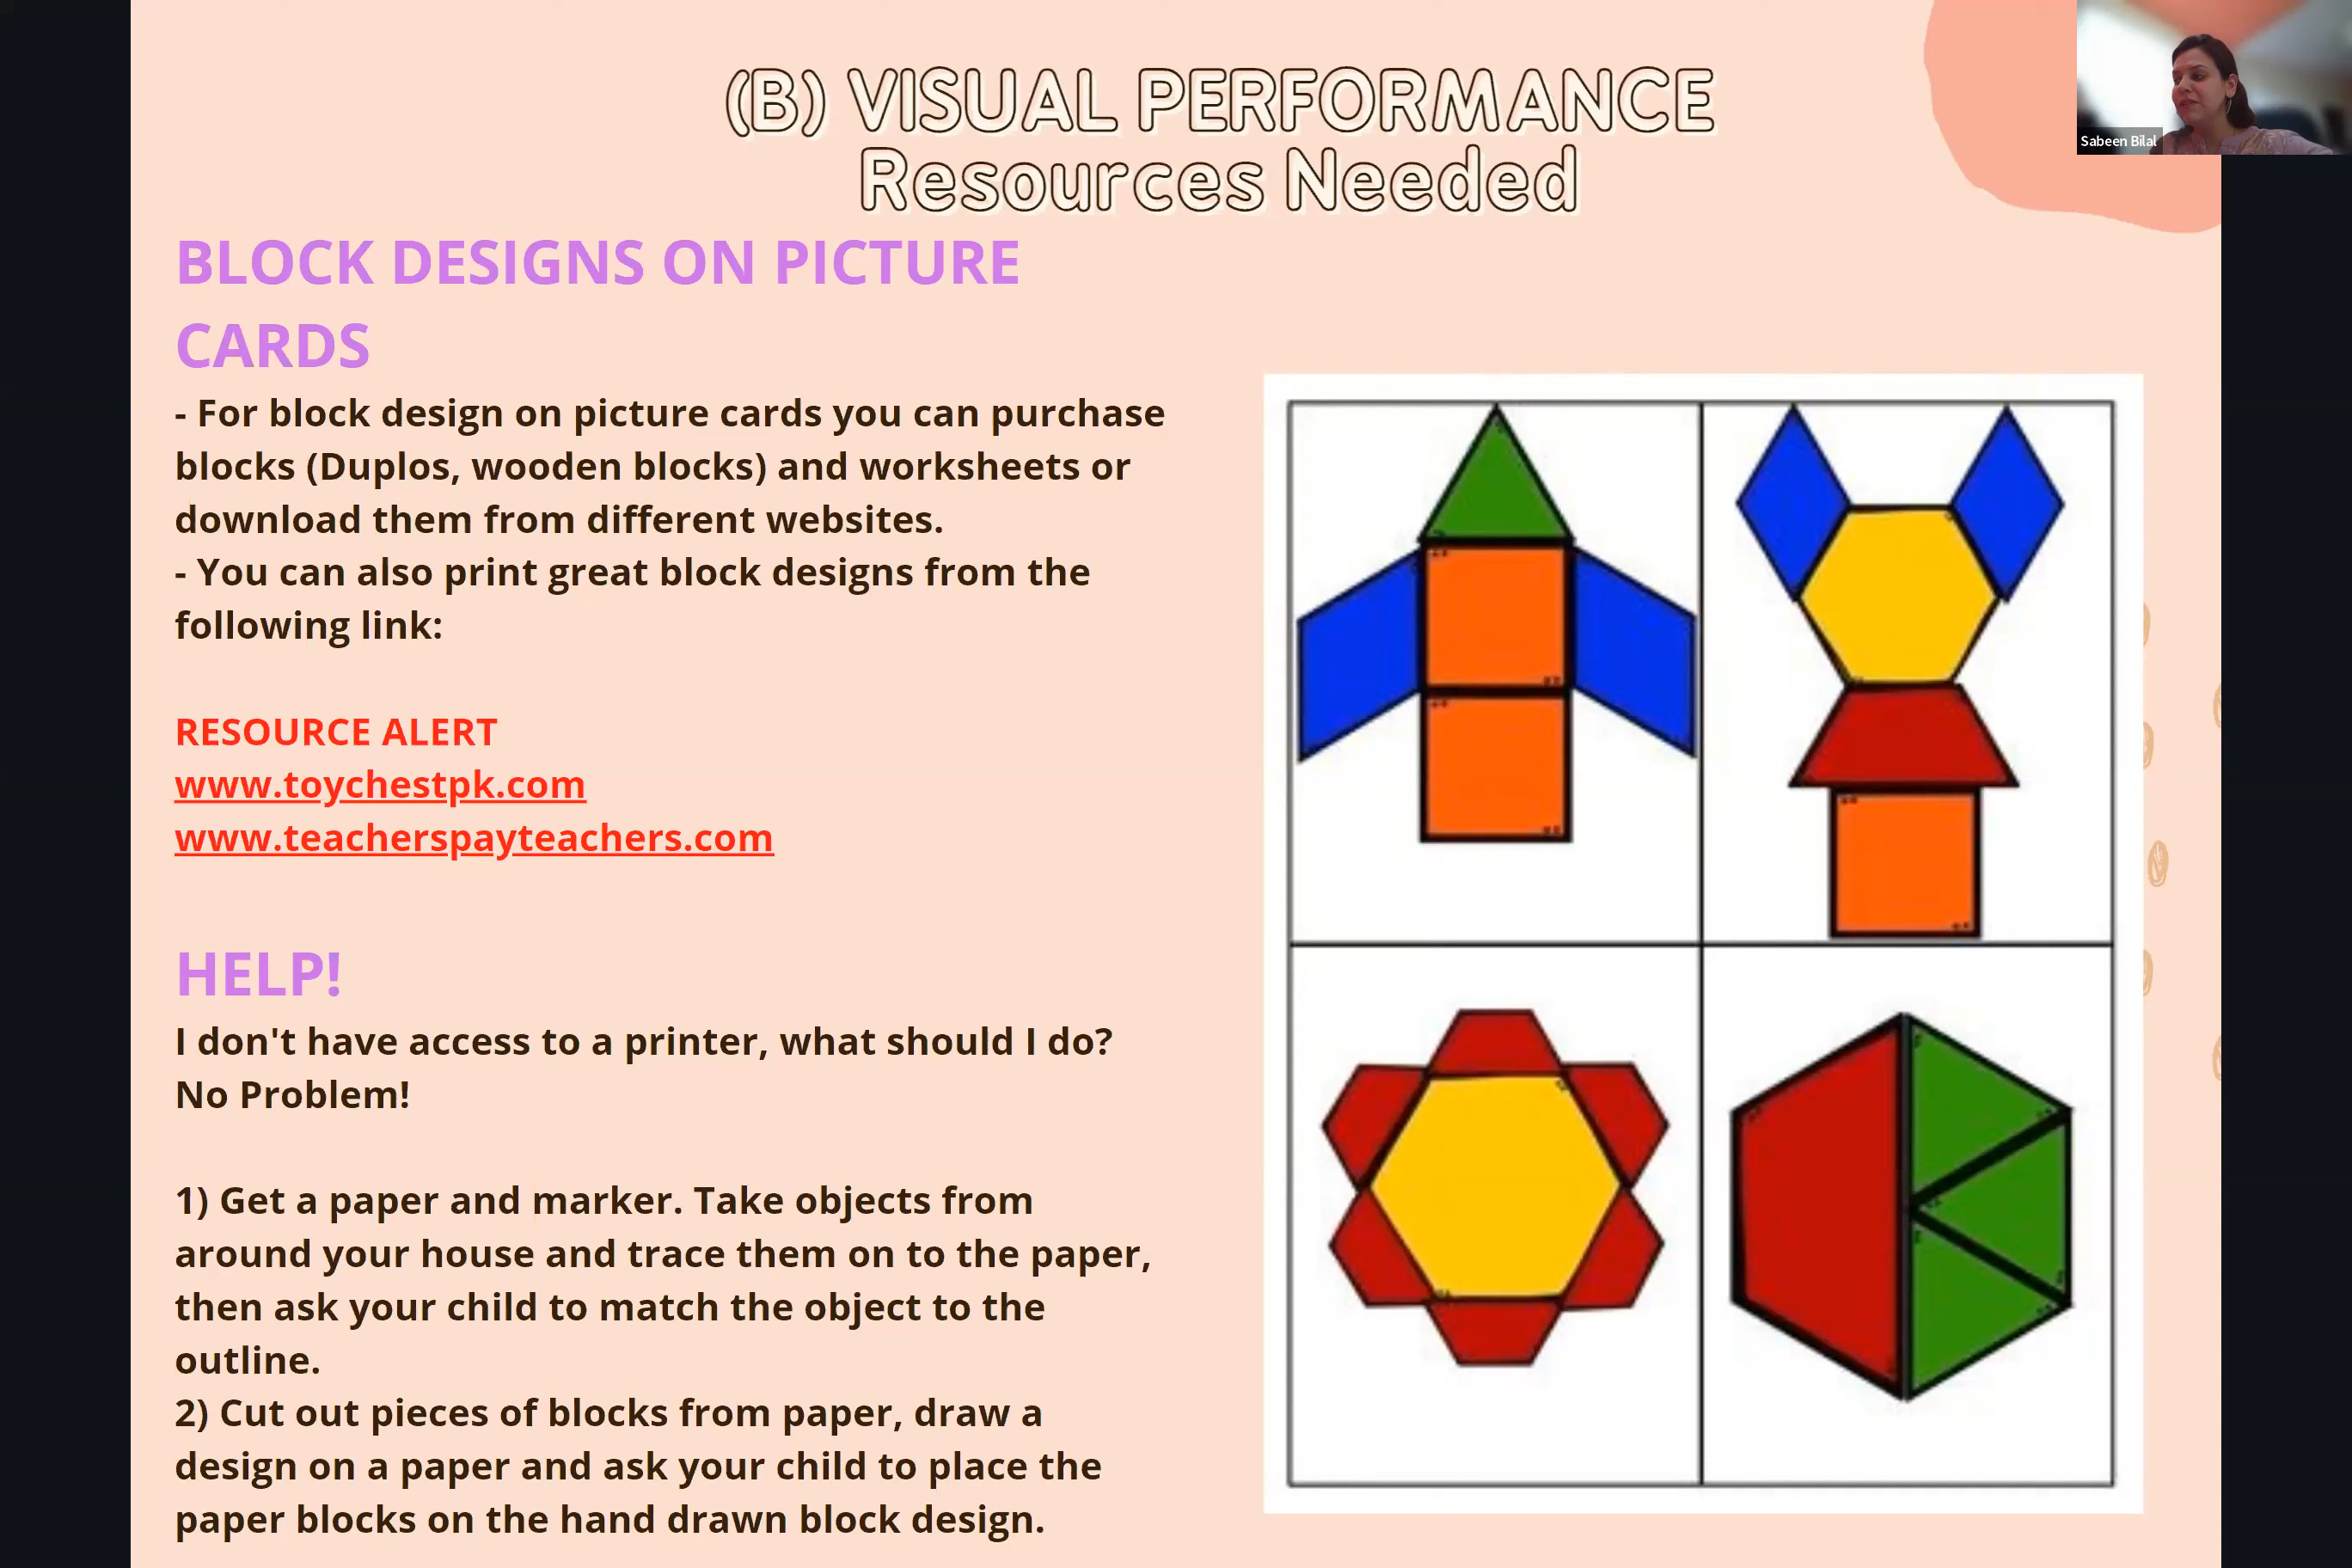 (B) VISUAL PERFORMANCE
Resources Needed
Sabeen Bilal
BLOCK DESIGNS ON PICTURE
CARDS
- For block design on picture cards you can purchase
blocks (Duplos, wooden blocks) and worksheets or
download them from different websites.
- You can also print great block designs from the
following link:
RESOURCE ALERT
www.toychestpk.com
www.teacherspayteachers.com
HELP!
I don't have access to a printer, what should I do?
No Problem!
1) Get a paper and marker. Take objects from
around your house and trace them on to the paper,
then ask your child to match the object to the
outline.
2) Cut out pieces of blocks from paper, draw a
design on a paper and ask your child to place the
paper blocks on the hand drawn block design.